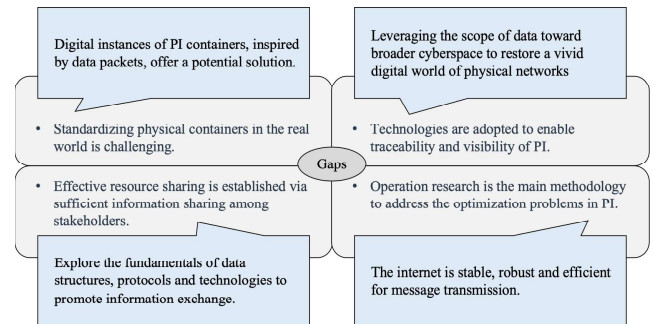 Digital instances of PI containers, inspired
by data packets, offer a potential solution.
Leveraging the scope of data toward
broader cyberspace to restore a vivid
digital world of physical networks
• Standardizing physical containers in the real
world is challenging.
• Technologies are adopted to enable
traceability and visibility of PI.
Gaps
• Effective resource sharing is established via
sufficient information sharing among
stakeholders.
• Operation research is the main methodology
to address the optimization problems in PI.
Explore the fundamentals of data
structures, protocols and technologies to
promote information exchange.
The internet is stable, robust and efficient
for message transmission.